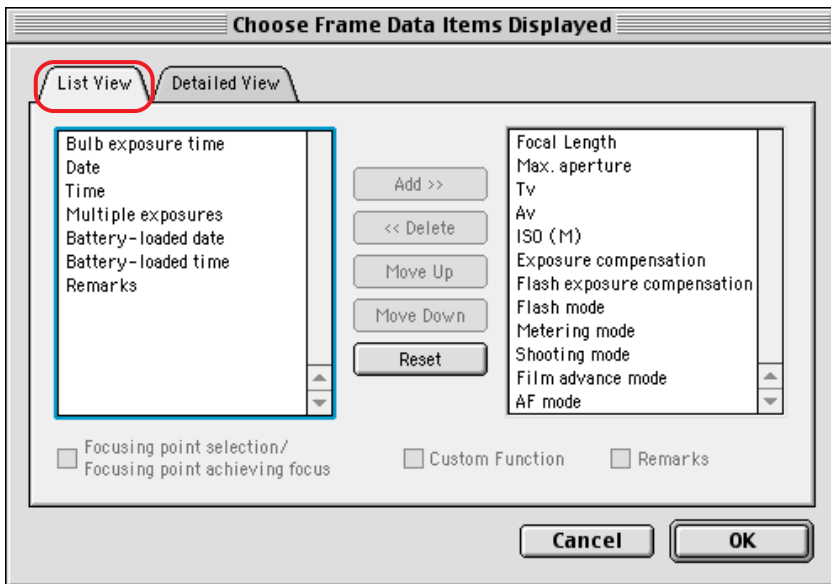 Choose Frame Data Items Displayed
List View
Detailed View
Bulb exposure time
Date
Time
Multiple exposures
Battery-loaded date
Battery-loaded time
Remarks
Add >>
<< Delete
Move Up
Move Down
Reset
Focal Length
Max. aperture
Tv
Av
ISO (M)
Exposure compensation
Flash exposure compensation
Flash mode
Metering mode
Shooting mode
Film advance mode
AF mode
Focusing point selection/
Focusing point achieving focus
Custom Function
Remarks
Cancel
OK